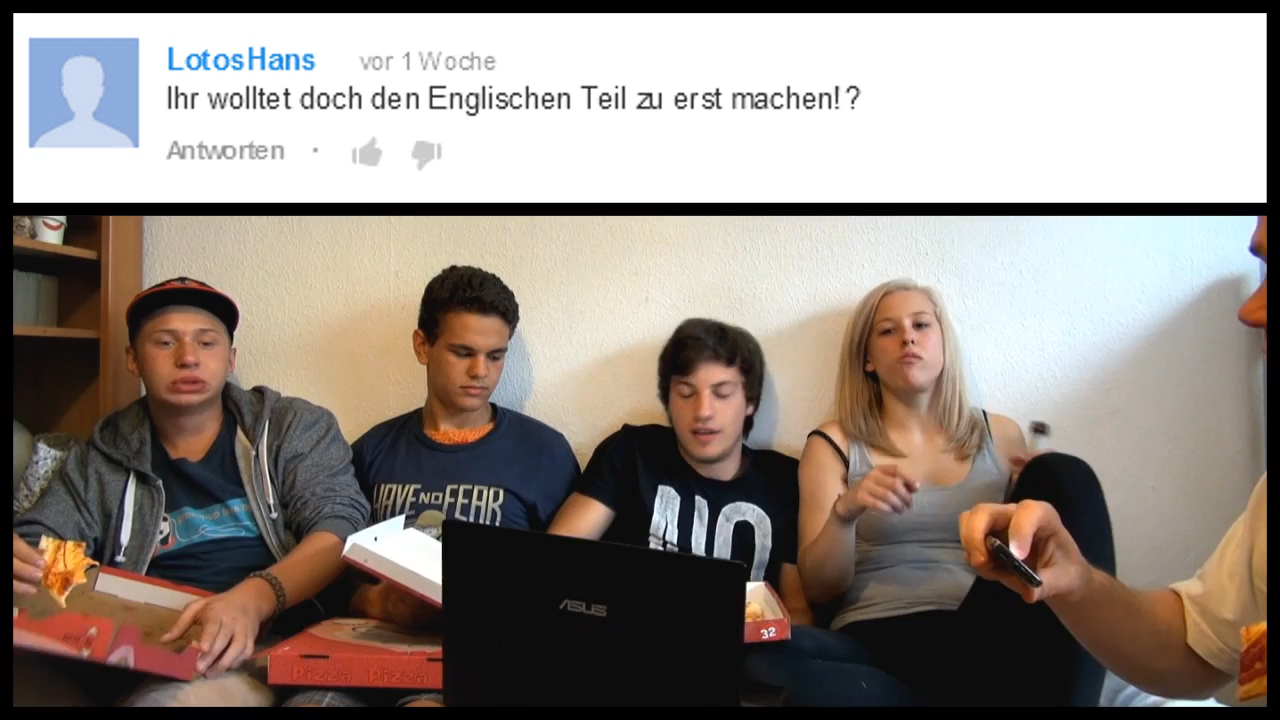 LotosHans vor 1 Woche
Ihr wolltet doch den Englischen Teil zu erst machen!?
Antworten
HAVE NO FEAR
NO
ASUS
32
Pizza Pizza